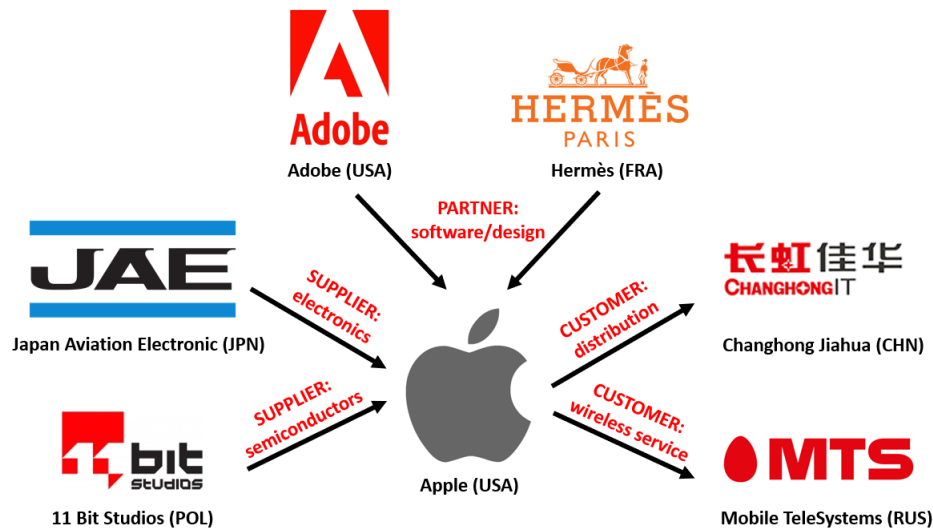 Adobe
Adobe (USA)
HERMÈS
PARIS
Hermès (FRA)
PARTNER:
software/design
JAE
Japan Aviation Electronic (JPN)
SUPPLIER:
electronics
CUSTOMER:
distribution
长虹佳华
CHANGHONGIT
Changhong Jiahua (CHN)
SUPPLIER:
semiconductors
CUSTOMER:
wireless service
11 bit
STUDIOS
11 Bit Studios (POL)
Apple (USA)
MTS
Mobile TeleSystems (RUS)